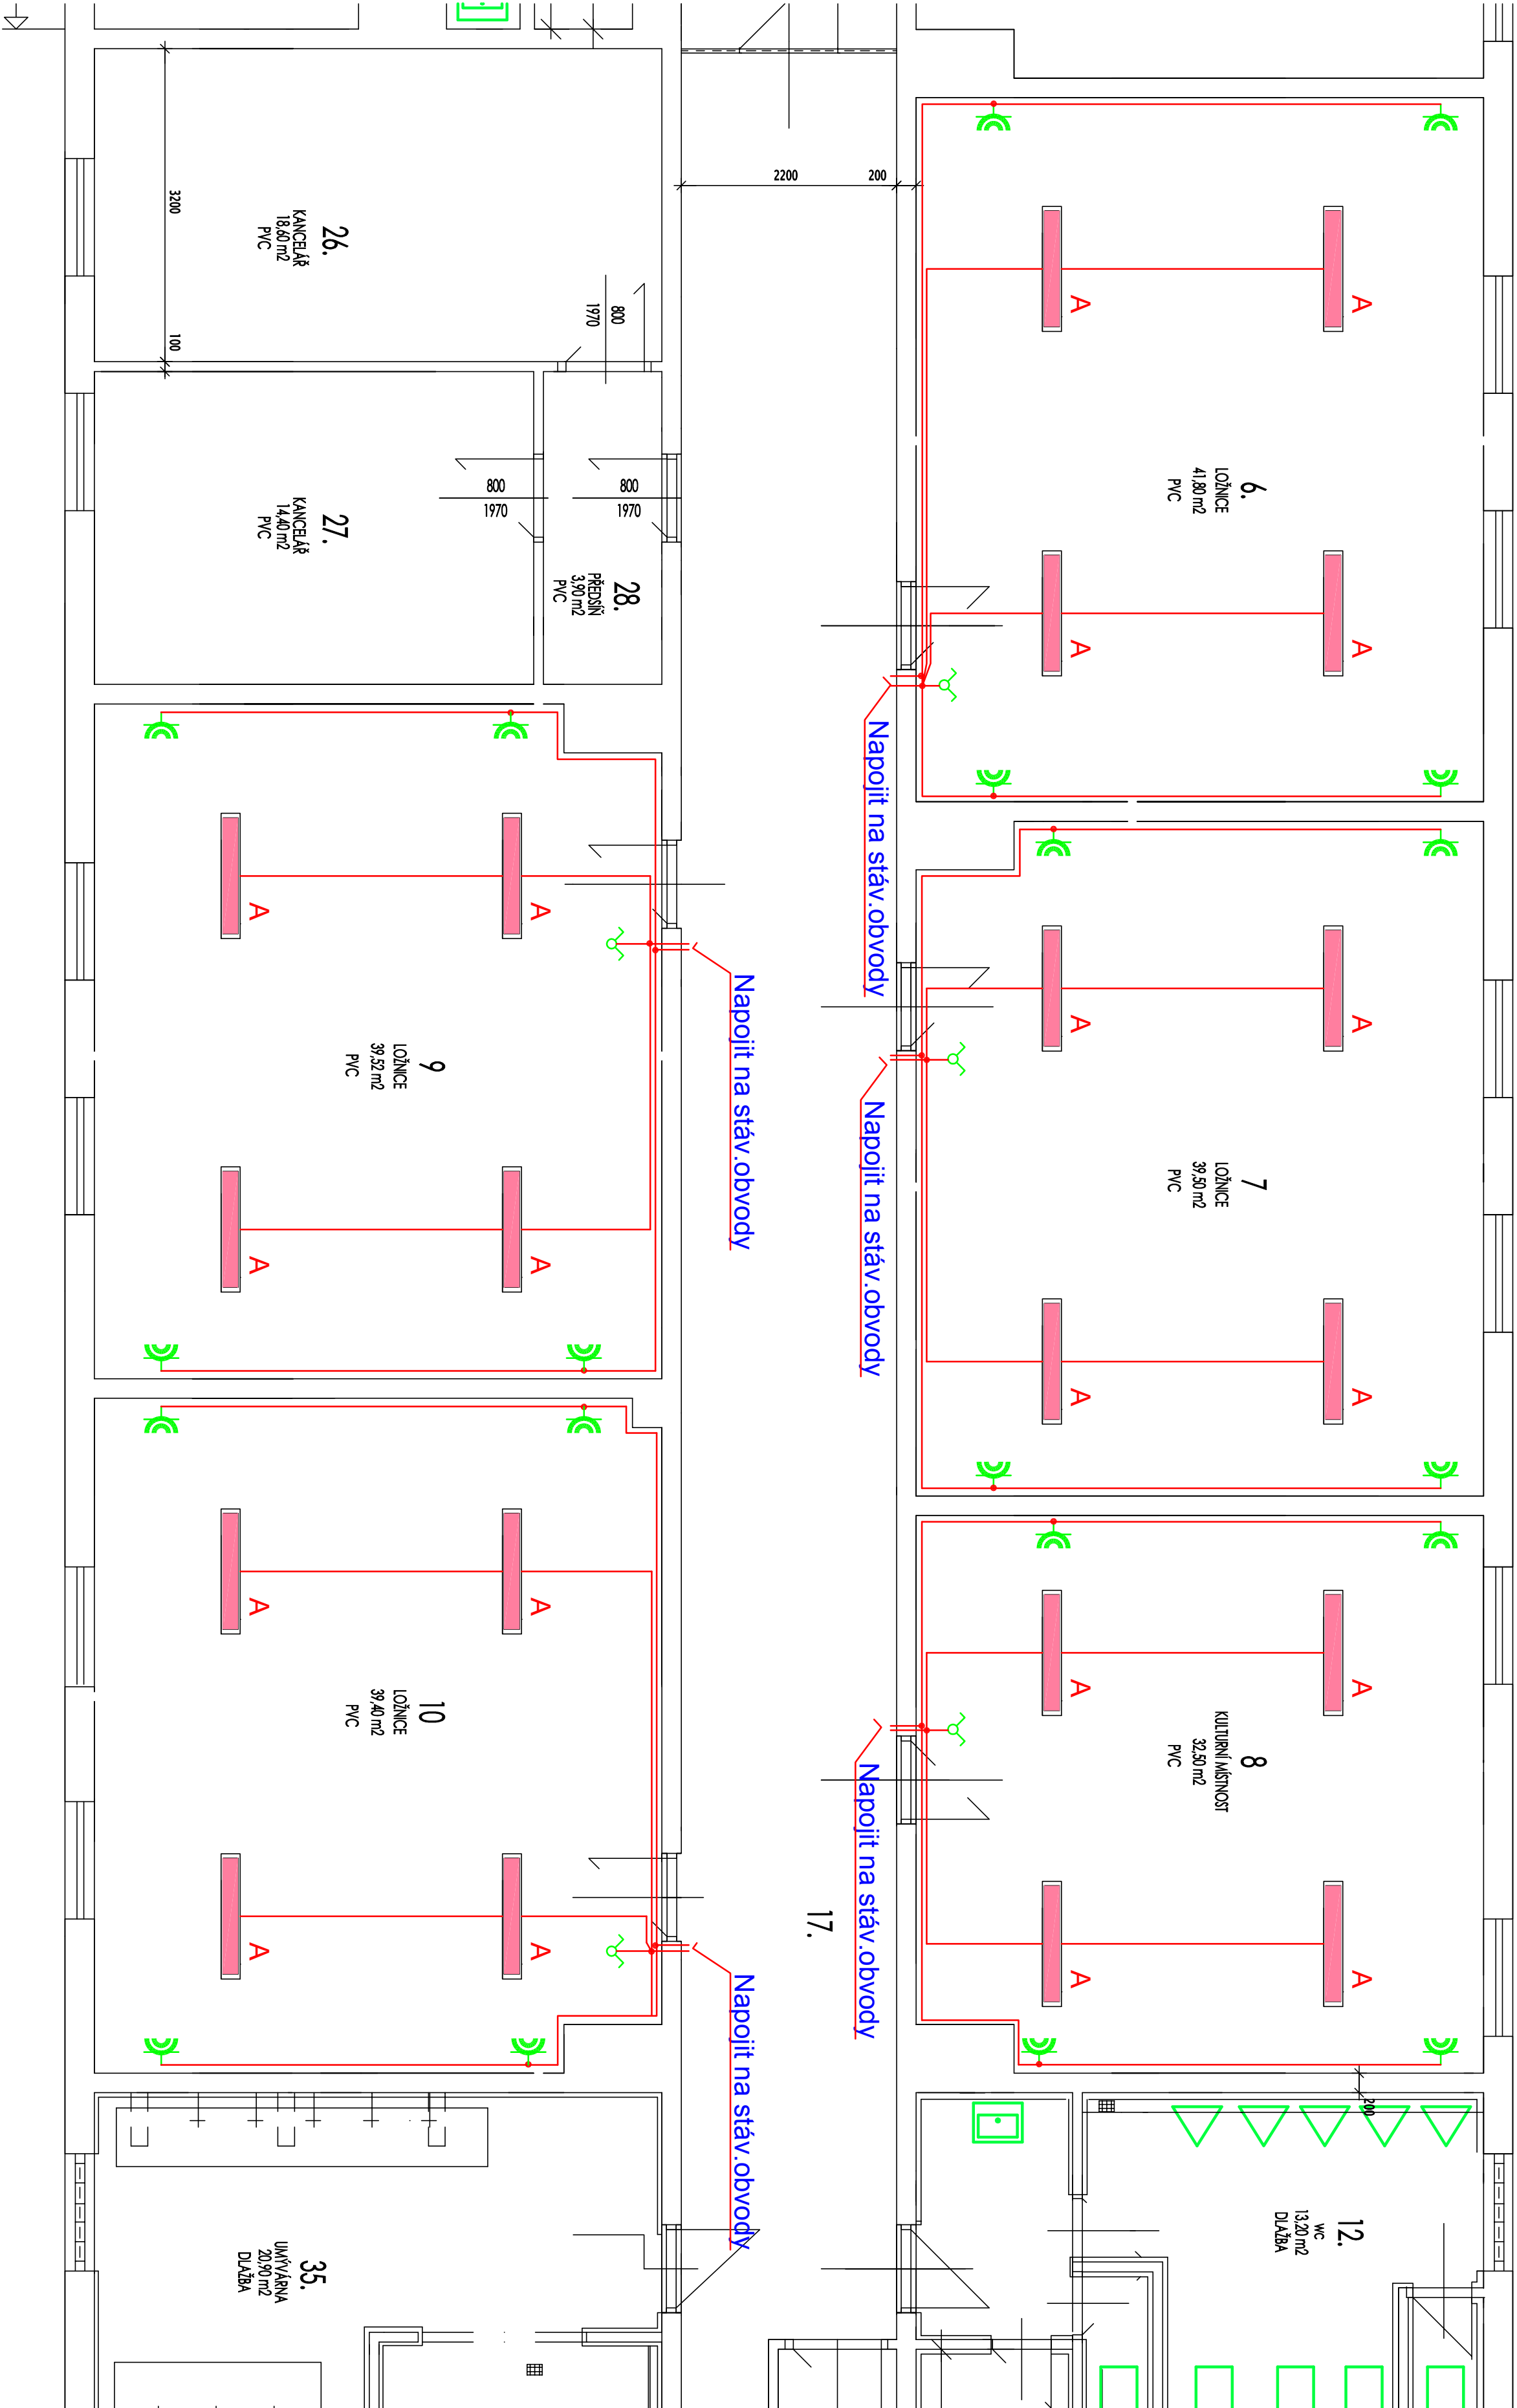 6.
LOŽNICE
41,80 m2
PVC
7
LOŽNICE
39,50 m2
PVC
8
KULTURNÍ MÍSTNOST
32,50 m2
PVC
12.
WC
13,20 m2
DLAŽBA
200
A
A
A
A
A
A
A
A
A
A
A
A
2200
200
Napojit na stáv.obvody
Napojit na stáv.obvody
Napojit na stáv.obvody
17.
Napojit na stáv.obvody
Napojit na stáv.obvody
26.
KANCELÁŘ
18,60 m2
PVC
3200
100
800
1970
27.
KANCELÁŘ
14,40 m2
PVC
800
1970
800
1970
28.
PŘEDSÍŇ
3,90 m2
PVC
9
LOŽNICE
39,52 m2
PVC
A
A
A
A
10
LOŽNICE
39,40 m2
PVC
A
A
A
A
35.
UMÝVÁRNA
20,90 m2
DLAŽBA